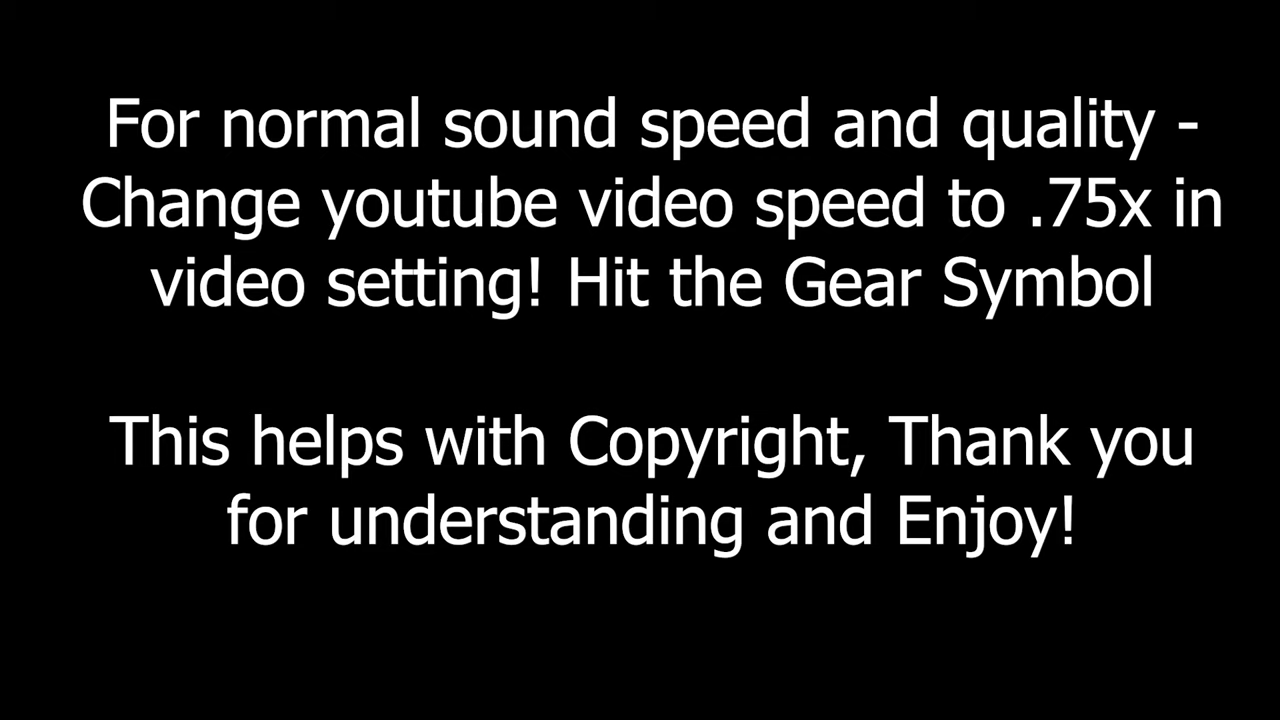 For normal sound speed and quality -
Change youtube video speed to .75x in
video setting! Hit the Gear Symbol
This helps with Copyright, Thank you
for understanding and Enjoy!